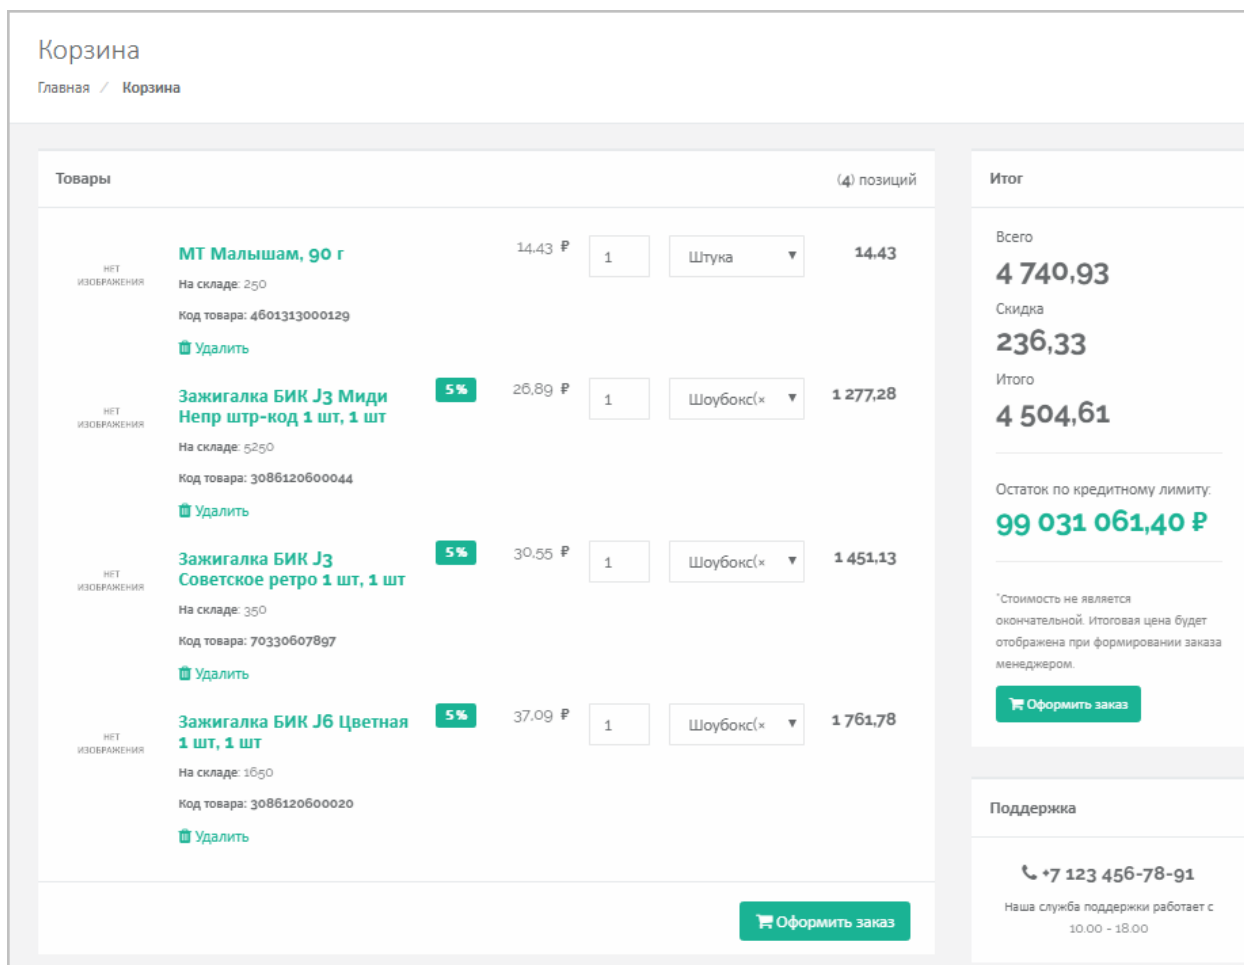 Корзина
Главная / Корзина
Товары
(4) позиций
НЕТ
ИЗОБРАЖЕНИЯ
МТ Малышам, 90 г
14,43 ₽
1
Штука
14,43
На складе: 250
Код товара: 4601313000129
Удалить
НЕТ
ИЗОБРАЖЕНИЯ
Зажигалка БИК J3 Миди
Непр штр-код 1 шт, 1 шт
5%
26,89 ₽
1
Шоубокс(×
1 277,28
На складе: 5250
Код товара: 3086120600044
Удалить
НЕТ
ИЗОБРАЖЕНИЯ
Зажигалка БИК J3
Советское ретро 1 шт, 1 шт
5%
30,55 ₽
1
Шоубокс(×
1 451,13
На складе: 350
Код товара: 70330607897
Удалить
НЕТ
ИЗОБРАЖЕНИЯ
Зажигалка БИК J6 Цветная
1 шт, 1 шт
5%
37,09 ₽
1
Шоубокс(×
1 761,78
На складе: 1650
Код товара: 3086120600020
Удалить
Оформить заказ
Итог
Всего
4 740,93
Скидка
236,33
Итого
4 504,61
Остаток по кредитному лимиту:
99 031 061,40 ₽
*Стоимость не является
окончательной. Итоговая цена будет
отображена при формировании заказа
менеджером.
Оформить заказ
Поддержка
+7 123 456-78-91
Наша служба поддержки работает с
10.00 - 18.00